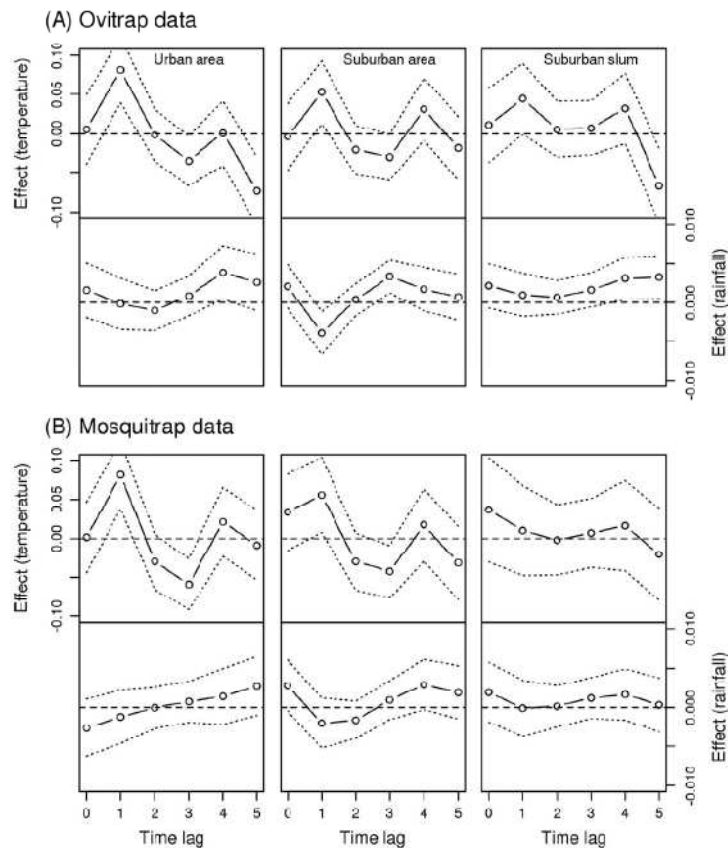 (A) Ovitrap data
Urban area
Suburban area
Suburban slum
Effect (temperature)
0.10
0.05
0.00
-0.10
Effect (rainfall)
0.010
0.000
-0.010
(B) Mosquitrap data
Effect (temperature)
0.10
0.05
0.00
-0.10
Effect (rainfall)
0.010
0.000
-0.010
0 1 2 3 4 5
0 1 2 3 4 5
0 1 2 3 4 5
Time lag
Time lag
Time lag